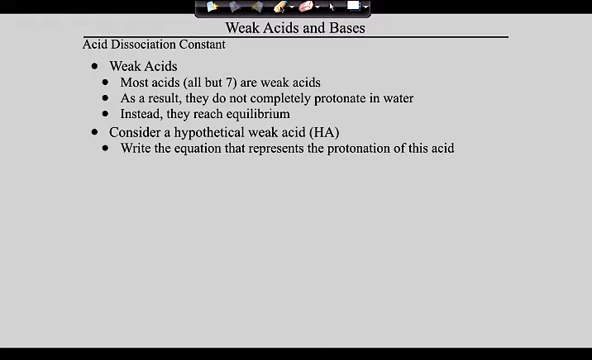 Weak Acids and Bases
Acid Dissociation Constant
• Weak Acids
• Most acids (all but 7) are weak acids
• As a result, they do not completely protonate in water
• Instead, they reach equilibrium
• Consider a hypothetical weak acid (HA)
• Write the equation that represents the protonation of this acid